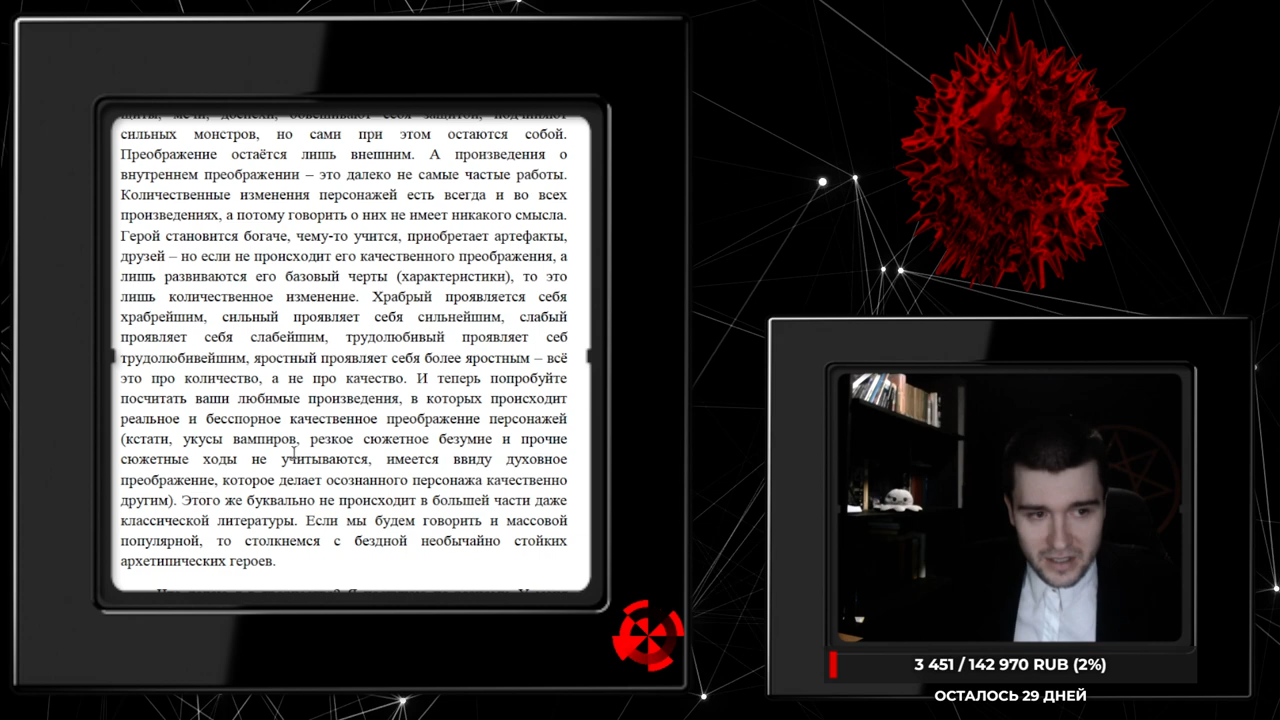 щиты, мечи, доспехи, обвешивают себя защитой, подчиняют
сильных монстров, но сами при этом остаются собой.
Преображение остаётся лишь внешним. А произведения о
внутреннем преображении – это далеко не самые частые работы.
Количественные изменения персонажей есть всегда и во всех
произведениях, а потому говорить о них не имеет никакого смысла.
Герой становится богаче, чему-то учится, приобретает артефакты,
друзей – но если не происходит его качественного преображения, а
лишь развиваются его базовый черты (характеристики), то это
лишь количественное изменение. Храбрый проявляется себя
храбрейшим, сильный проявляет себя сильнейшим, слабый
проявляет себя слабейшим, трудолюбивый проявляет себ
трудолюбивейшим, яростный проявляет себя более яростным – всё
это про количество, а не про качество. И теперь попробуйте
посчитать ваши любимые произведения, в которых происходит
реальное и бесспорное качественное преображение персонажей
(кстати, укусы вампиров, резкое сюжетное безумие и прочие
сюжетные ходы не учитываются, имеется ввиду духовное
преображение, которое делает осознанного персонажа качественно
другим). Этого же буквально не происходит в большей части даже
классической литературы. Если мы будем говорить и массовой
популярной, то столкнемся с бездной необычайно стойких
архетипических героев.
3 451 / 142 970 RUB (2%)
ОСТАЛОСЬ 29 ДНЕЙ